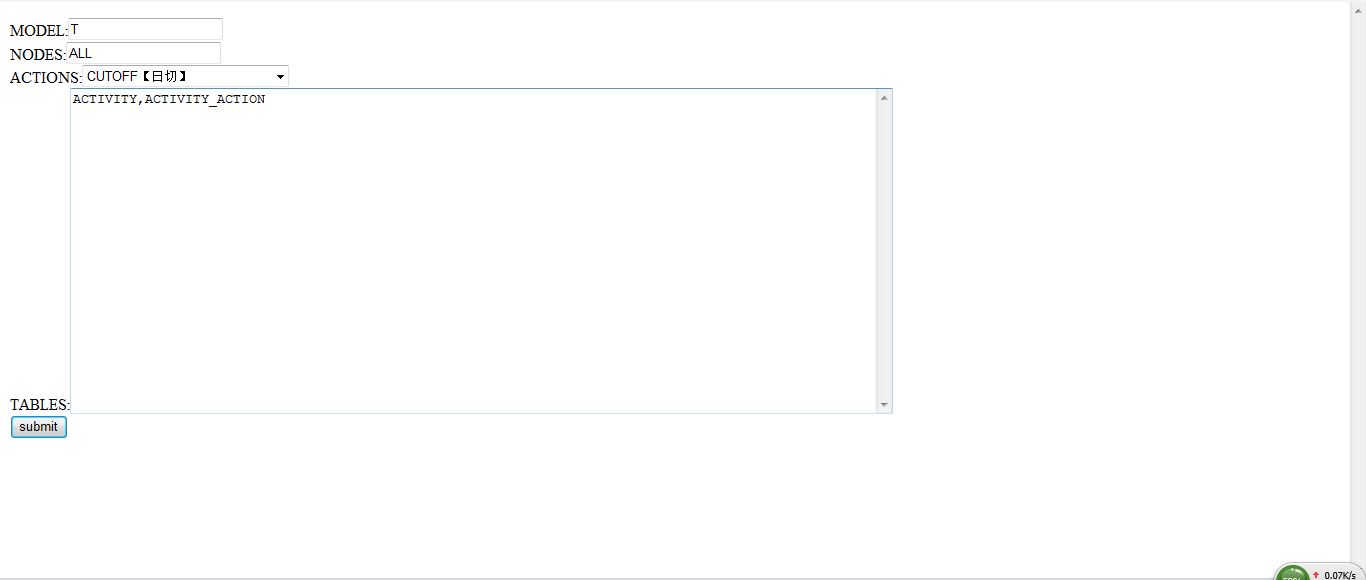 MODEL:T
NODES:ALL
ACTIONS:CUTOFF【日切】
ACTIVITY,ACTIVITY_ACTION
TABLES:
submit
0.07K/s